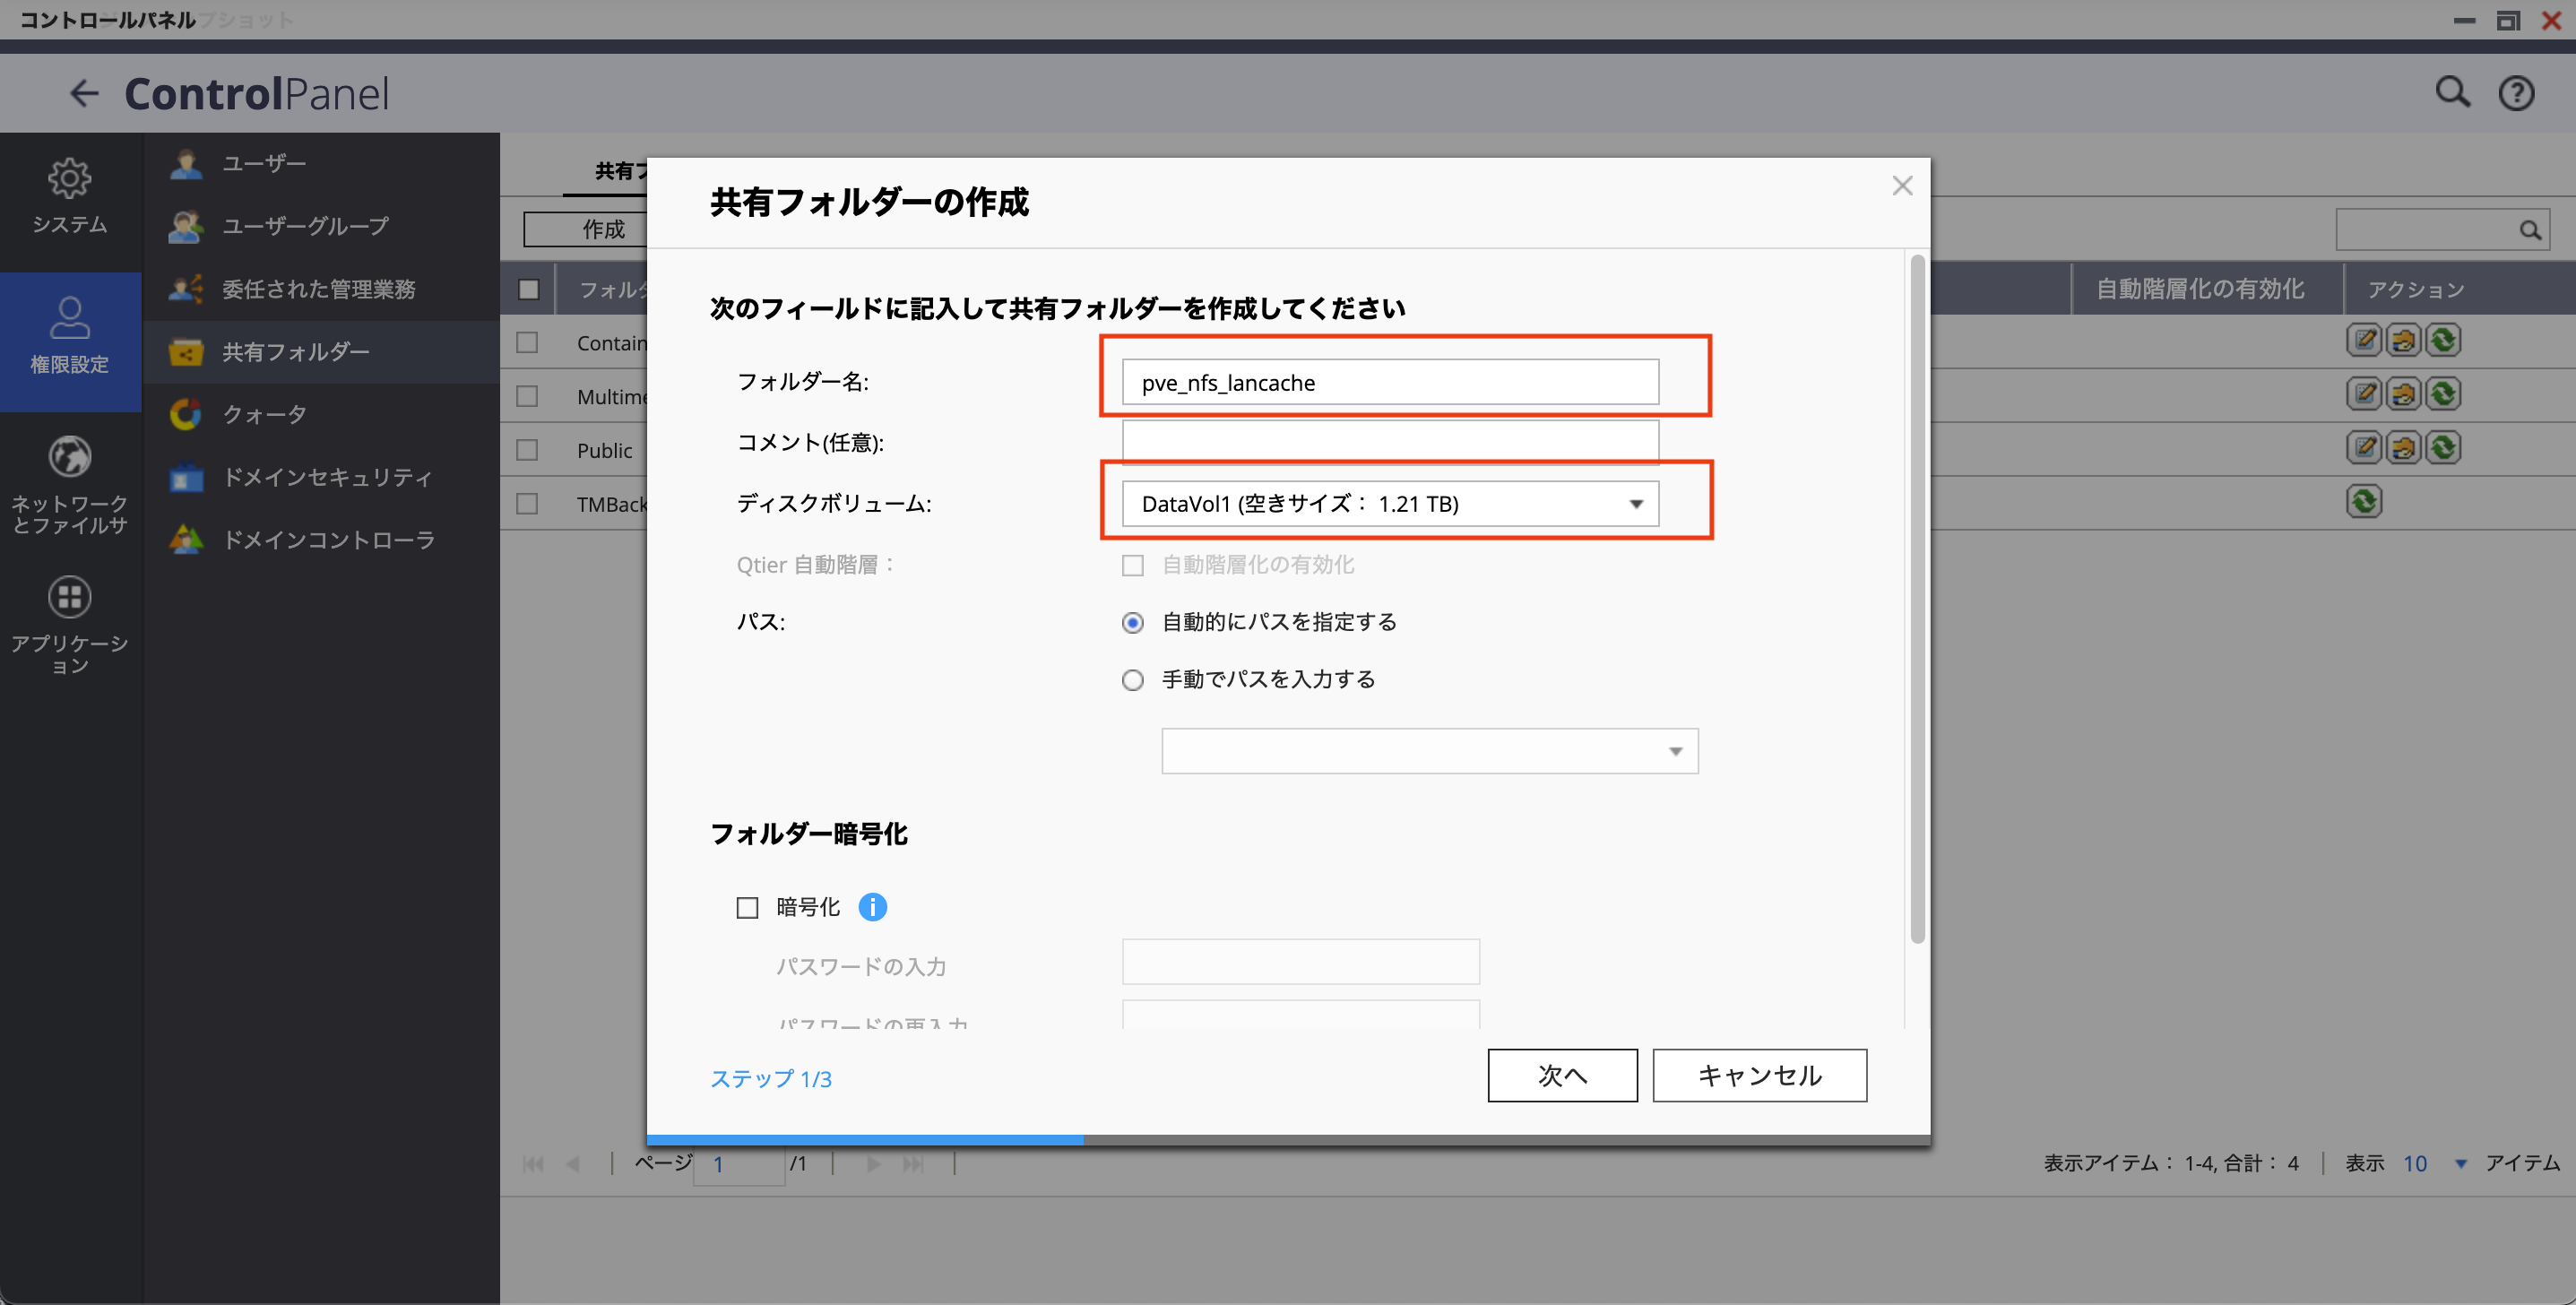 コントロールパネル
ControlPanel
システム
権限設定
ネットワーク
とファイルサ
アプリケーシ
ョン
ユーザー
ユーザーグループ
委任された管理業務
共有フォルダー
クォータ
ドメインセキュリティ
ドメインコントローラ
共有フ
作成
フォルダ
自動階層化の有効化
アクション
Contain
Multime
Public
TMBack
共有フォルダーの作成
次のフィールドに記入して共有フォルダーを作成してください
フォルダー名:
pve_nfs_lancache
コメント(任意):
ディスクボリューム:
DataVol1 (空きサイズ： 1.21 TB)
Qtier 自動階層：
自動階層化の有効化
パス:
自動的にパスを指定する
手動でパスを入力する
フォルダー暗号化
暗号化
パスワードの入力
パスワードの再入力
ステップ 1/3
次へ
キャンセル
ページ 1 /1
表示アイテム： 1-4, 合計： 4
表示 10 アイテム